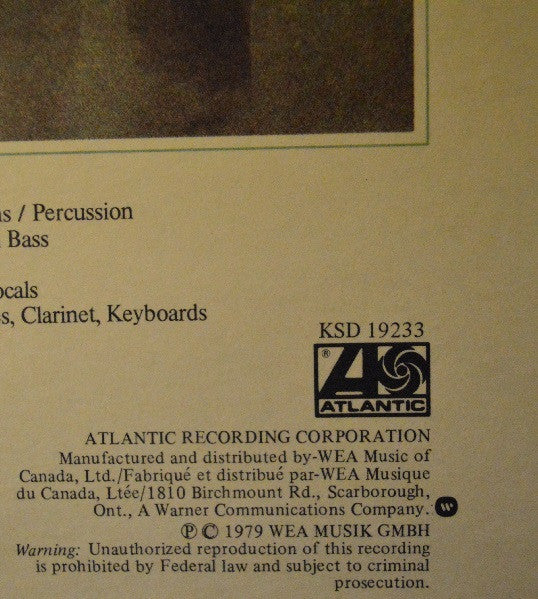 / Percussion
Bass
Vocals
Clarinet, Keyboards
KSD 19233
®
ATLANTIC
ATLANTIC RECORDING CORPORATION
Manufactured and distributed by-WEA Music of
Canada, Ltd./Fabriqué et distribué par-WEA Musique
du Canada, Ltée/1810 Birchmount Rd., Scarborough,
Ont., A Warner Communications Company.
Ⓟ © 1979 WEA MUSIK GMBH
Warning: Unauthorized reproduction of this recording
is prohibited by Federal law and subject to criminal
prosecution.